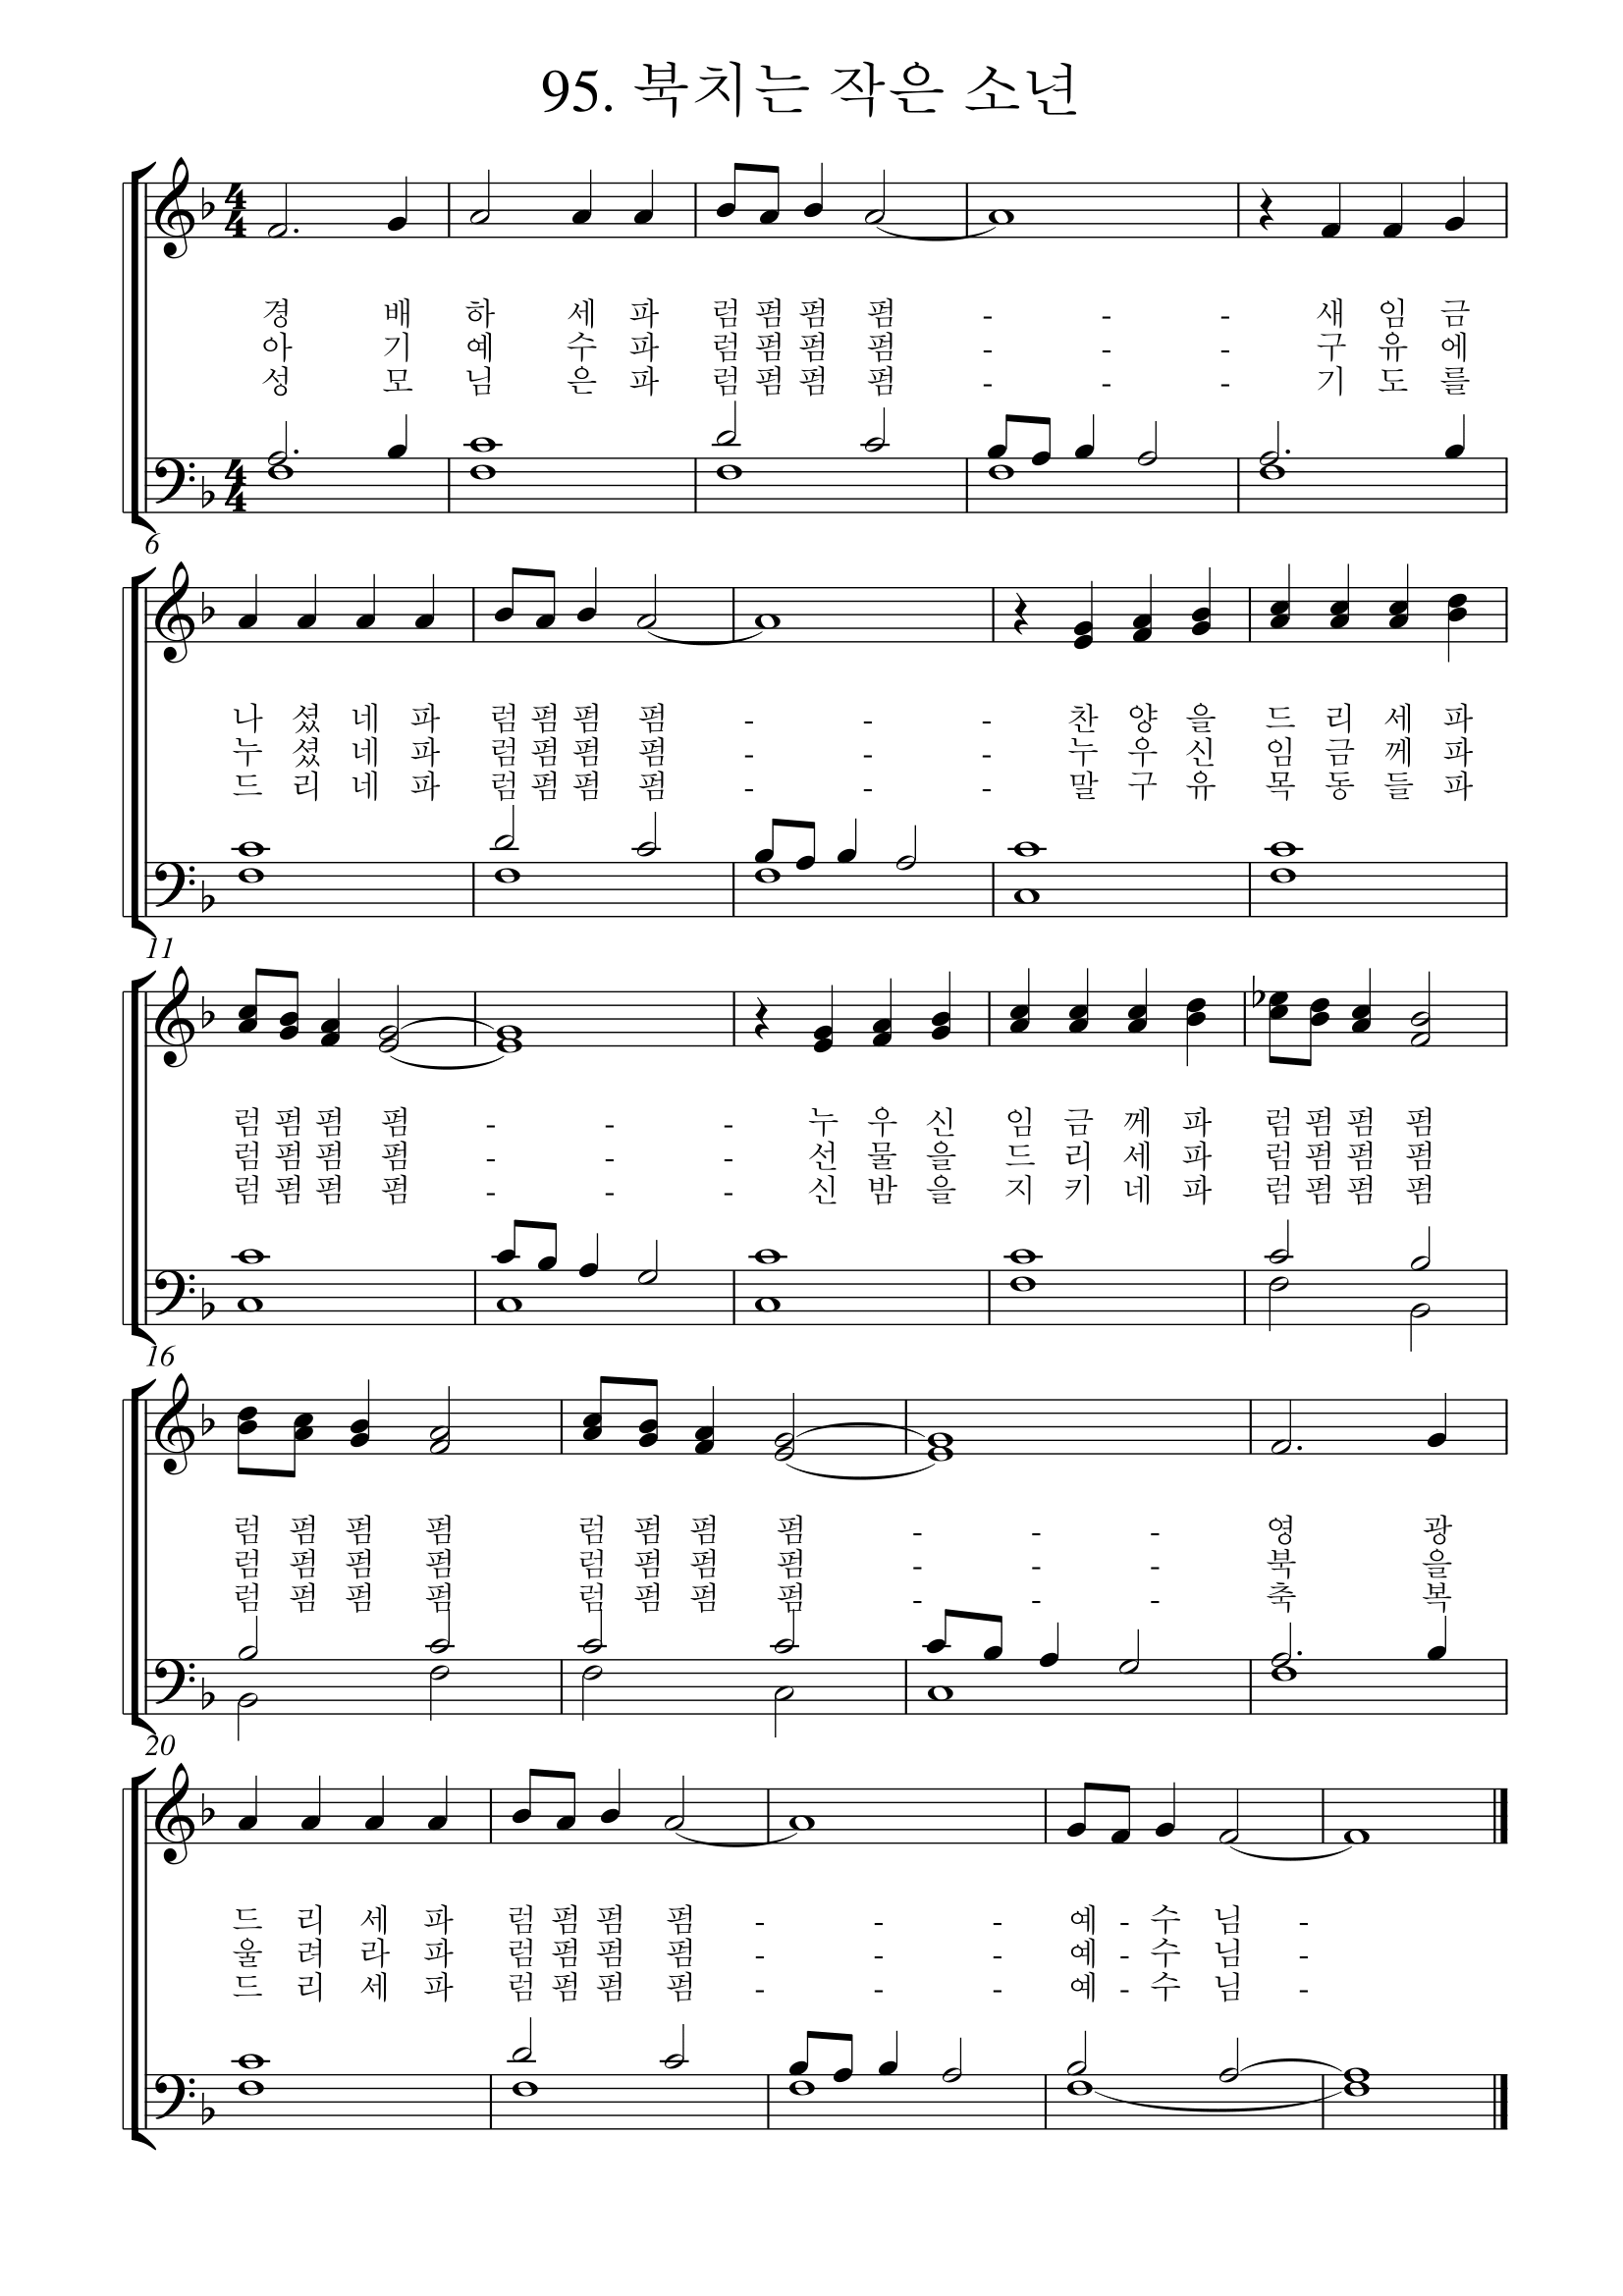 95. 북치는 작은 소년
경 배 하 세 파 럼 펌 펌 펌 - - - 새 임 금
아 기 예 수 파 럼 펌 펌 펌 - - - 구 유 에
성 모 님 은 파 럼 펌 펌 펌 - - - 기 도 를
6
나 셨 네 파 럼 펌 펌 펌 - - - 찬 양 을 드 리 세 파
누 셨 네 파 럼 펌 펌 펌 - - - 누 우 신 임 금 께 파
드 리 네 파 럼 펌 펌 펌 - - - 말 구 유 목 동 들 파
11
럼 펌 펌 펌 - - - 누 우 신 임 금 께 파 럼 펌 펌 펌
럼 펌 펌 펌 - - - 선 물 을 드 리 세 파 럼 펌 펌 펌
럼 펌 펌 펌 - - - 신 밤 을 지 키 네 파 럼 펌 펌 펌
16
럼 펌 펌 펌 럼 펌 펌 펌 - - - 영 광
럼 펌 펌 펌 럼 펌 펌 펌 - - - 북 을
럼 펌 펌 펌 럼 펌 펌 펌 - - - 축 복
20
드 리 세 파 럼 펌 펌 펌 - - - 예 - 수 님 -
울 려 라 파 럼 펌 펌 펌 - - - 예 - 수 님 -
드 리 세 파 럼 펌 펌 펌 - - - 예 - 수 님 -